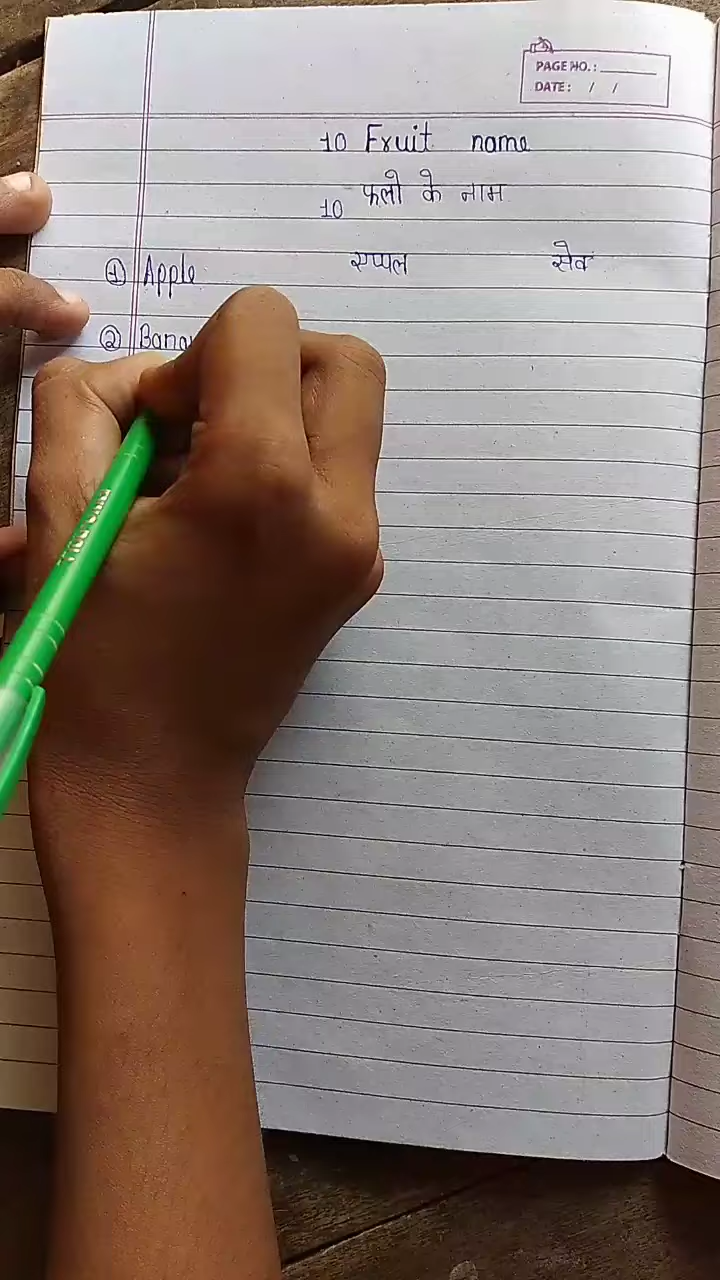 PAGE NO.:
DATE: / /
10 Fruit name
10 फलो के नाम
① Apple एप्पल सेव
② Bana